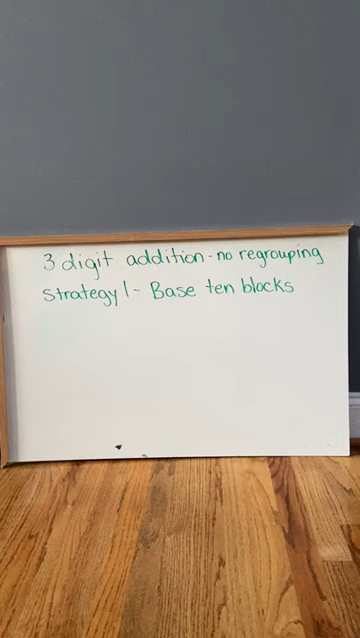 3 digit addition - no regrouping
Strategy 1 - Base ten blocks